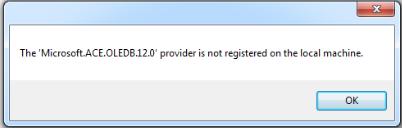 The 'Microsoft.ACE.OLEDB.12.0' provider is not registered on the local machine.
OK